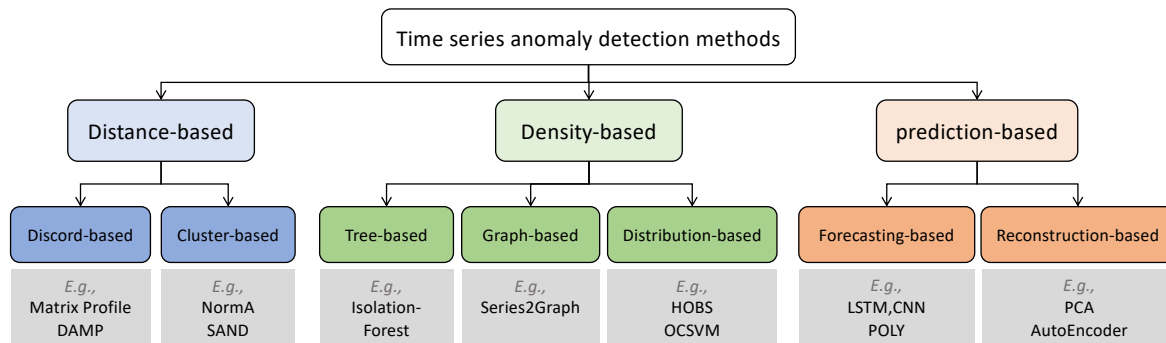 Time series anomaly detection methods
Distance-based
Density-based
prediction-based
Discord-based
Cluster-based
Tree-based
Graph-based
Distribution-based
Forecasting-based
Reconstruction-based
E.g.,
Matrix Profile
DAMP
E.g.,
NormA
SAND
E.g.,
Isolation-
Forest
E.g.,
Series2Graph
E.g.,
HOBS
OCSVM
E.g.,
LSTM,CNN
POLY
E.g.,
PCA
AutoEncoder